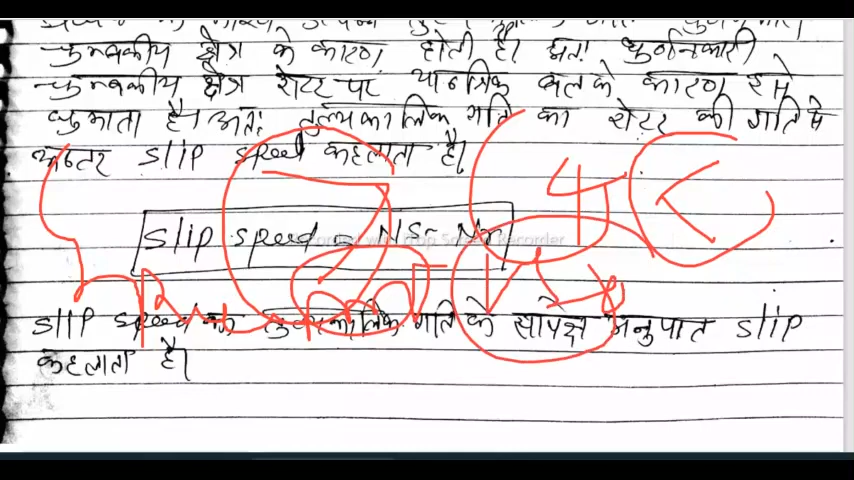 चुम्बकीय क्षेत्र के कारण होती है। अतः घुर्णनकारी
चुम्बकीय क्षेत्र रोटर पर यान्त्रिक बल के कारण इसे
घुमाता है। अतः तुल्यकालिक गति का रोटर की गति मे
अन्तर slip speed कहलाता है।
slip speed = NS - Nr
slip speed का तुल्यकालिक गति के सापेक्ष अनुपात slip
कहलाता है।